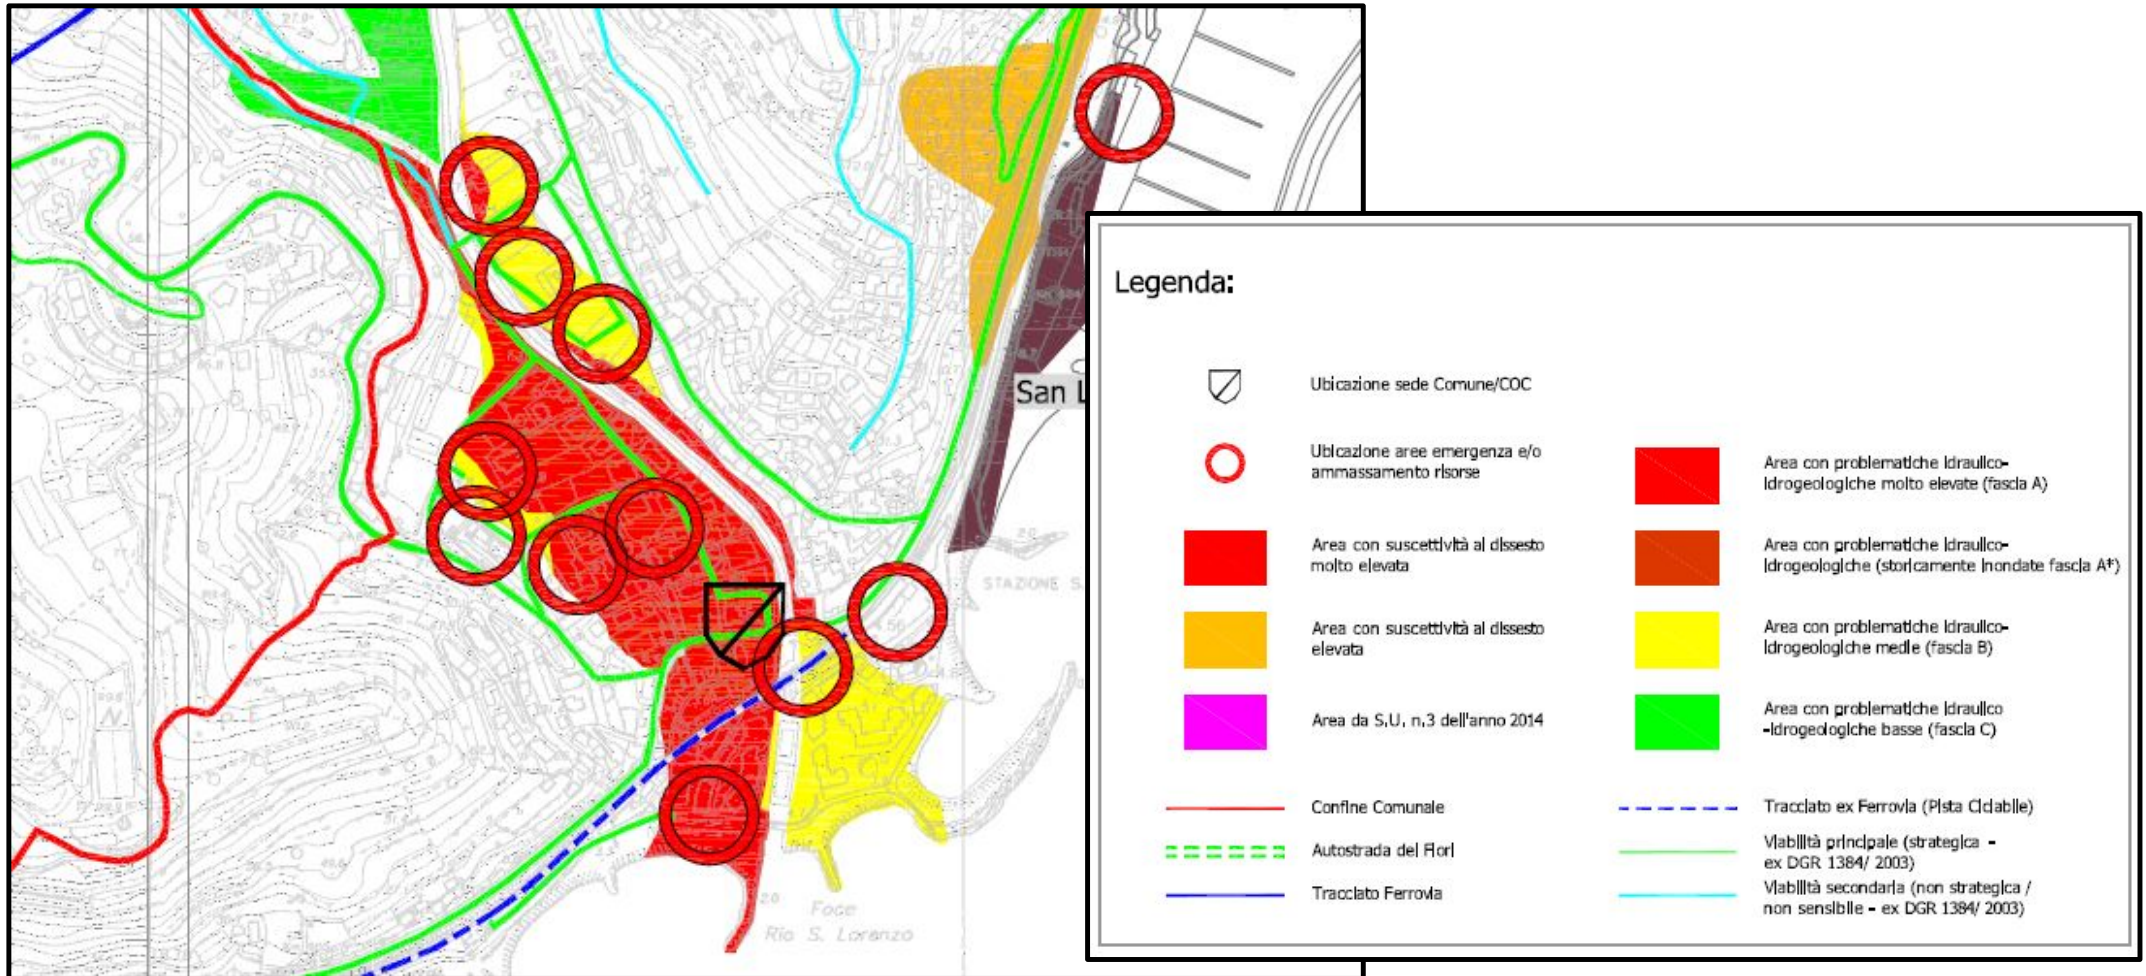 San L
STAZIONE S.
Foce
Rio S. Lorenzo
Legenda:
Ubicazione sede Comune/COC
Ubicazione aree emergenza e/o
ammassamento risorse
Area con suscettività al dissesto
molto elevata
Area con suscettività al dissesto
elevata
Area da S.U. n.3 dell'anno 2014
Confine Comunale
Autostrada dei Fiori
Tracciato Ferrovia
Area con problematiche idraulico-
idrogeologiche molto elevate (fascia A)
Area con problematiche idraulico-
idrogeologiche (storicamente inondate fascia A*)
Area con problematiche idraulico-
idrogeologiche medie (fascia B)
Area con problematiche idraulico
-idrogeologiche basse (fascia C)
Tracciato ex Ferrovia (Pista Ciclabile)
Viabilità principale (strategica -
ex DGR 1384/ 2003)
Viabilità secondaria (non strategica /
non sensibile - ex DGR 1384/ 2003)